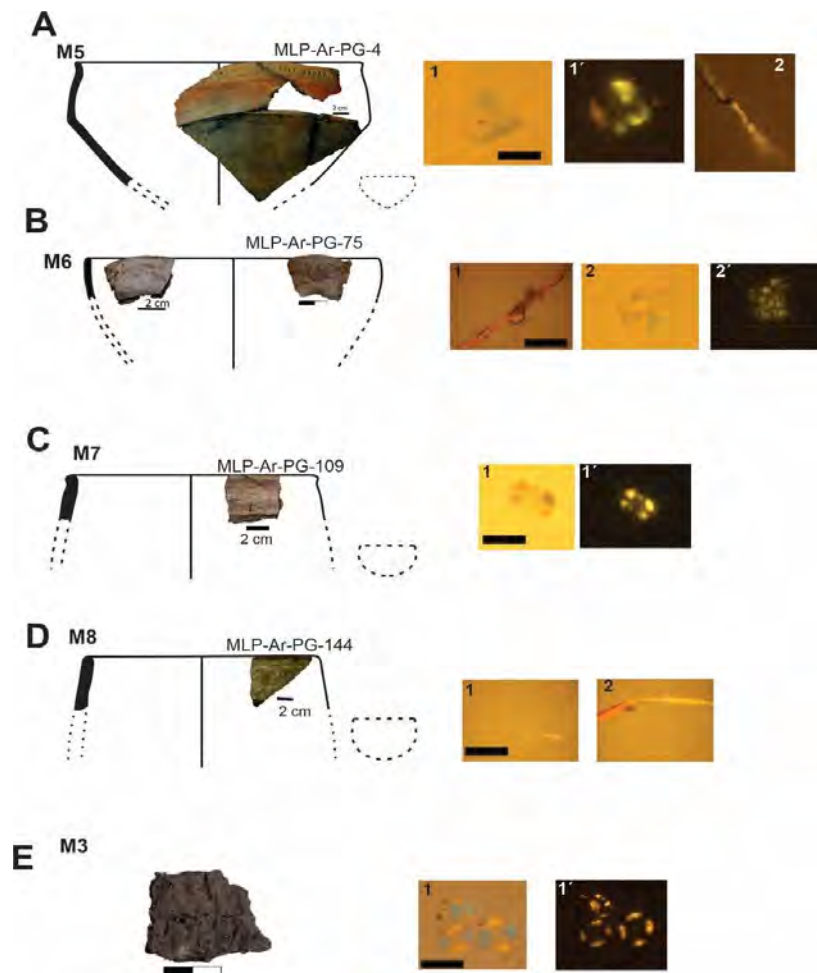 A
M5
MLP-Ar-PG-4
2 cm
1
1´
2
B
M6
MLP-Ar-PG-75
2 cm
1
2
2´
C
M7
MLP-Ar-PG-109
2 cm
1
1´
D
M8
MLP-Ar-PG-144
2 cm
1
2
E
M3
1
1´